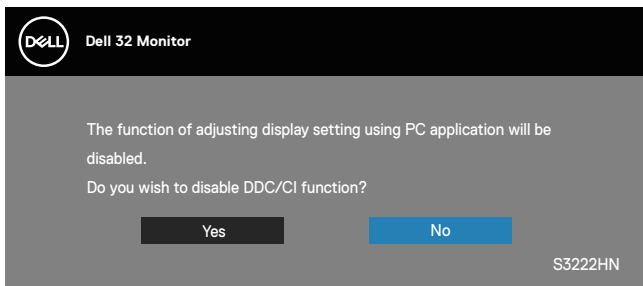 DELL
Dell 32 Monitor
The function of adjusting display setting using PC application will be
disabled.
Do you wish to disable DDC/CI function?
Yes No
S3222HN